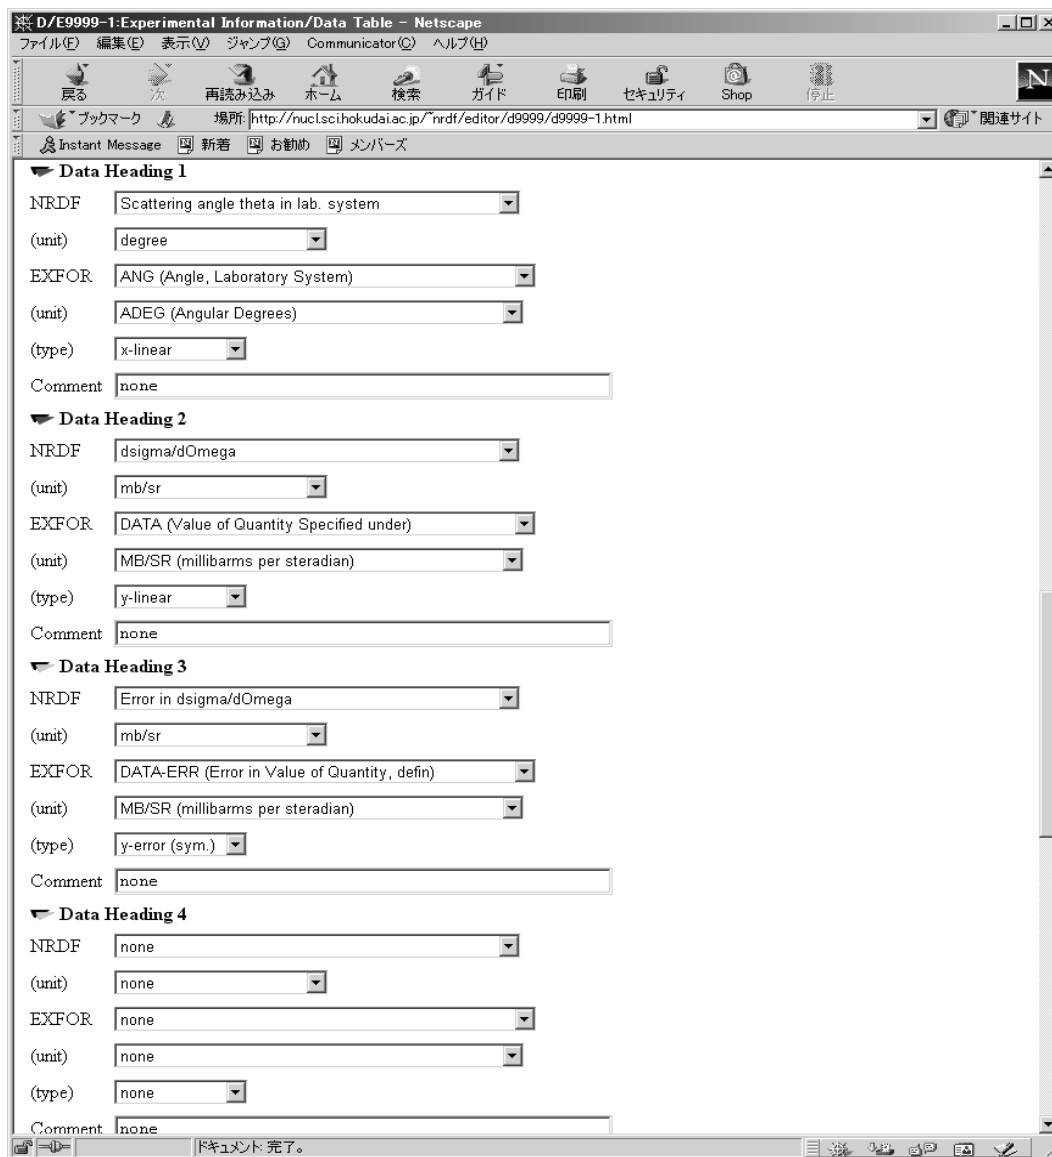 D/E9999-1:Experimental Information/Data Table - Netscape
ファイル(F) 編集(E) 表示(V) ジャンプ(G) Communicator(C) ヘルプ(H)
戻る 次 再読み込み ホーム 検索 ガイド 印刷 セキュリティ Shop 停止 N
ブックマーク 場所: http://nucl.sci.hokudai.ac.jp/~nrdf/editor/d9999/d9999-1.html 関連サイト
Instant Message 新着 お勧め メンバーズ
Data Heading 1
NRDF Scattering angle theta in lab. system
(unit) degree
EXFOR ANG (Angle, Laboratory System)
(unit) ADEG (Angular Degrees)
(type) x-linear
Comment none
Data Heading 2
NRDF dsigma/dOmega
(unit) mb/sr
EXFOR DATA (Value of Quantity Specified under)
(unit) MB/SR (millibarms per steradian)
(type) y-linear
Comment none
Data Heading 3
NRDF Error in dsigma/dOmega
(unit) mb/sr
EXFOR DATA-ERR (Error in Value of Quantity, defin)
(unit) MB/SR (millibarms per steradian)
(type) y-error (sym.)
Comment none
Data Heading 4
NRDF none
(unit) none
EXFOR none
(unit) none
(type) none
Comment none
ドキュメント: 完了。